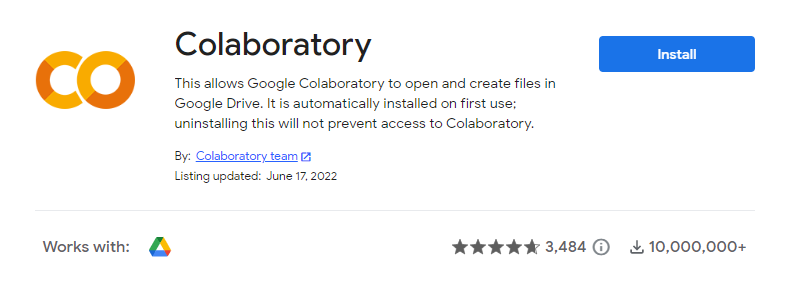 Colaboratory
Install
This allows Google Colaboratory to open and create files in
Google Drive. It is automatically installed on first use;
uninstalling this will not prevent access to Colaboratory.
By: Colaboratory team
Listing updated: June 17, 2022
Works with:
3,484
10,000,000+